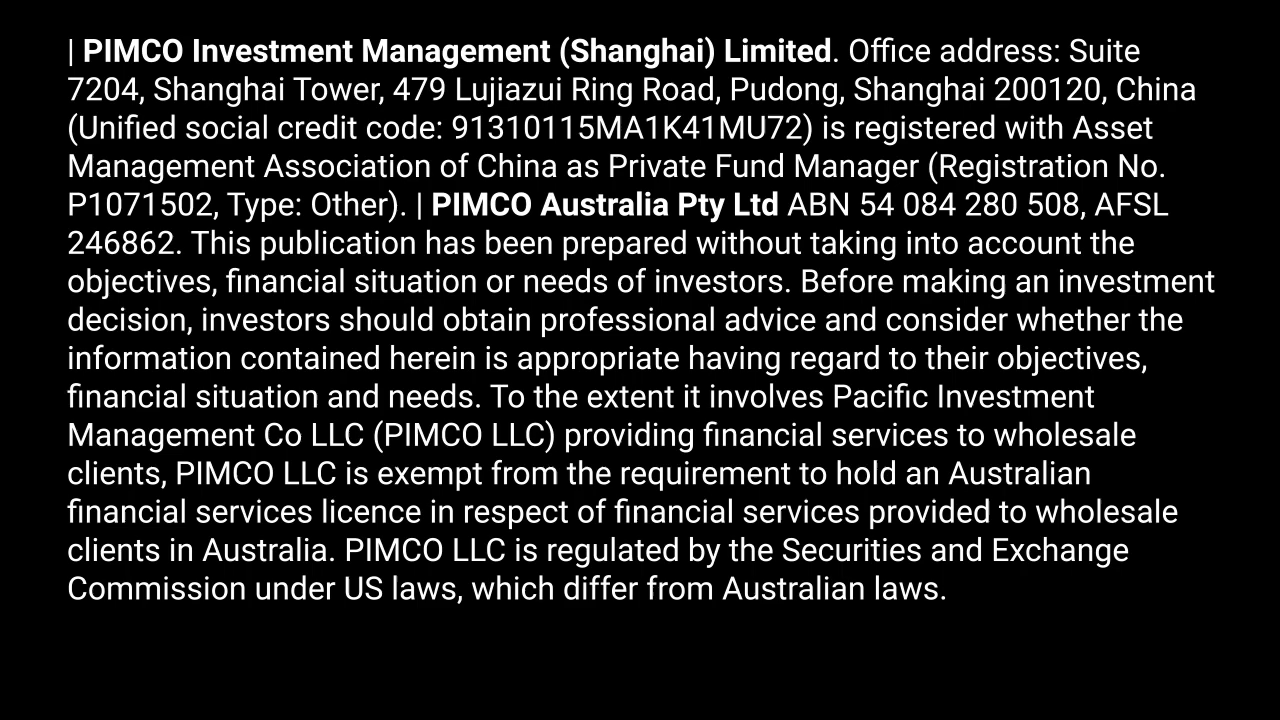 | PIMCO Investment Management (Shanghai) Limited. Office address: Suite
7204, Shanghai Tower, 479 Lujiazui Ring Road, Pudong, Shanghai 200120, China
(Unified social credit code: 91310115MA1K41MU72) is registered with Asset
Management Association of China as Private Fund Manager (Registration No.
P1071502, Type: Other). | PIMCO Australia Pty Ltd ABN 54 084 280 508, AFSL
246862. This publication has been prepared without taking into account the
objectives, financial situation or needs of investors. Before making an investment
decision, investors should obtain professional advice and consider whether the
information contained herein is appropriate having regard to their objectives,
financial situation and needs. To the extent it involves Pacific Investment
Management Co LLC (PIMCO LLC) providing financial services to wholesale
clients, PIMCO LLC is exempt from the requirement to hold an Australian
financial services licence in respect of financial services provided to wholesale
clients in Australia. PIMCO LLC is regulated by the Securities and Exchange
Commission under US laws, which differ from Australian laws.